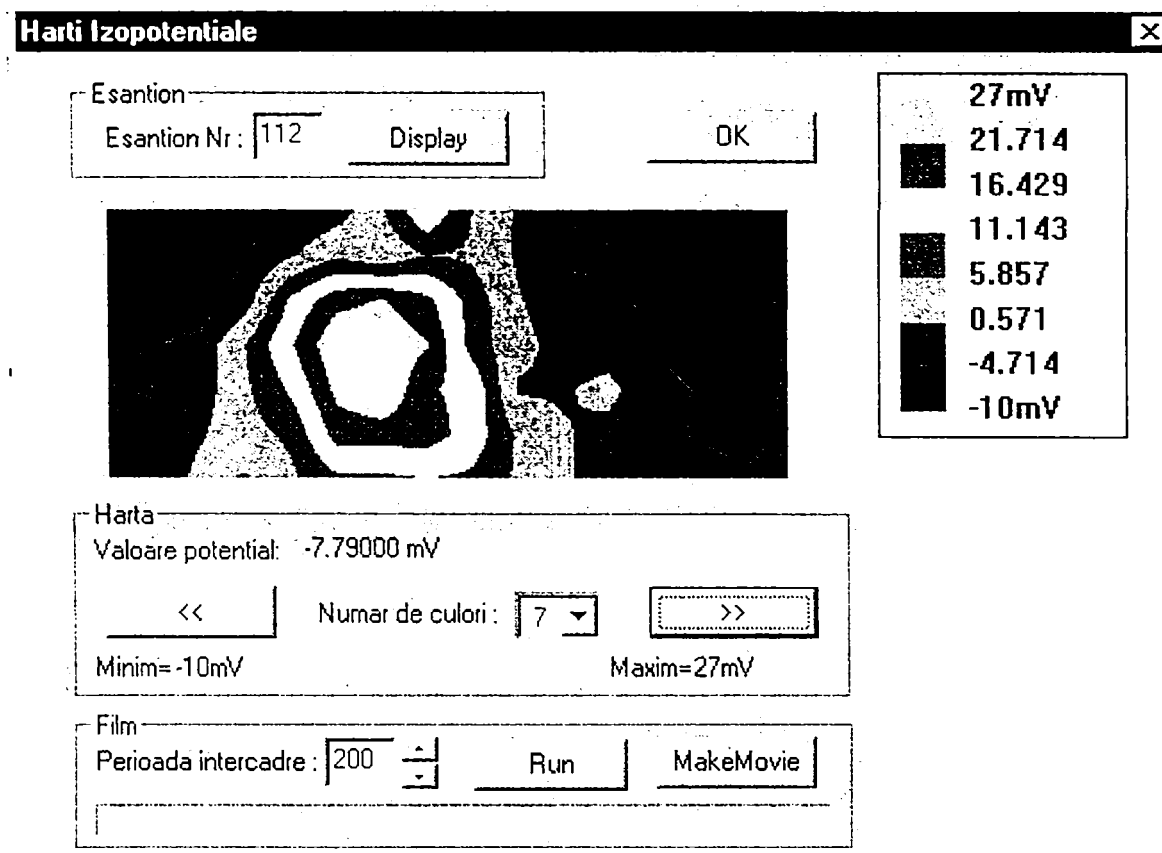 Harti Izopotentiale
Esantion
Esantion Nr : 112 Display
OK
27mV
21.714
16.429
11.143
5.857
0.571
-4.714
-10mV
Harta
Valoare potential: -7.79000 mV
<< Numar de culori : 7 >>
Minim= -10mV Maxim=27mV
Film
Perioada intercadre : 200 Run MakeMovie